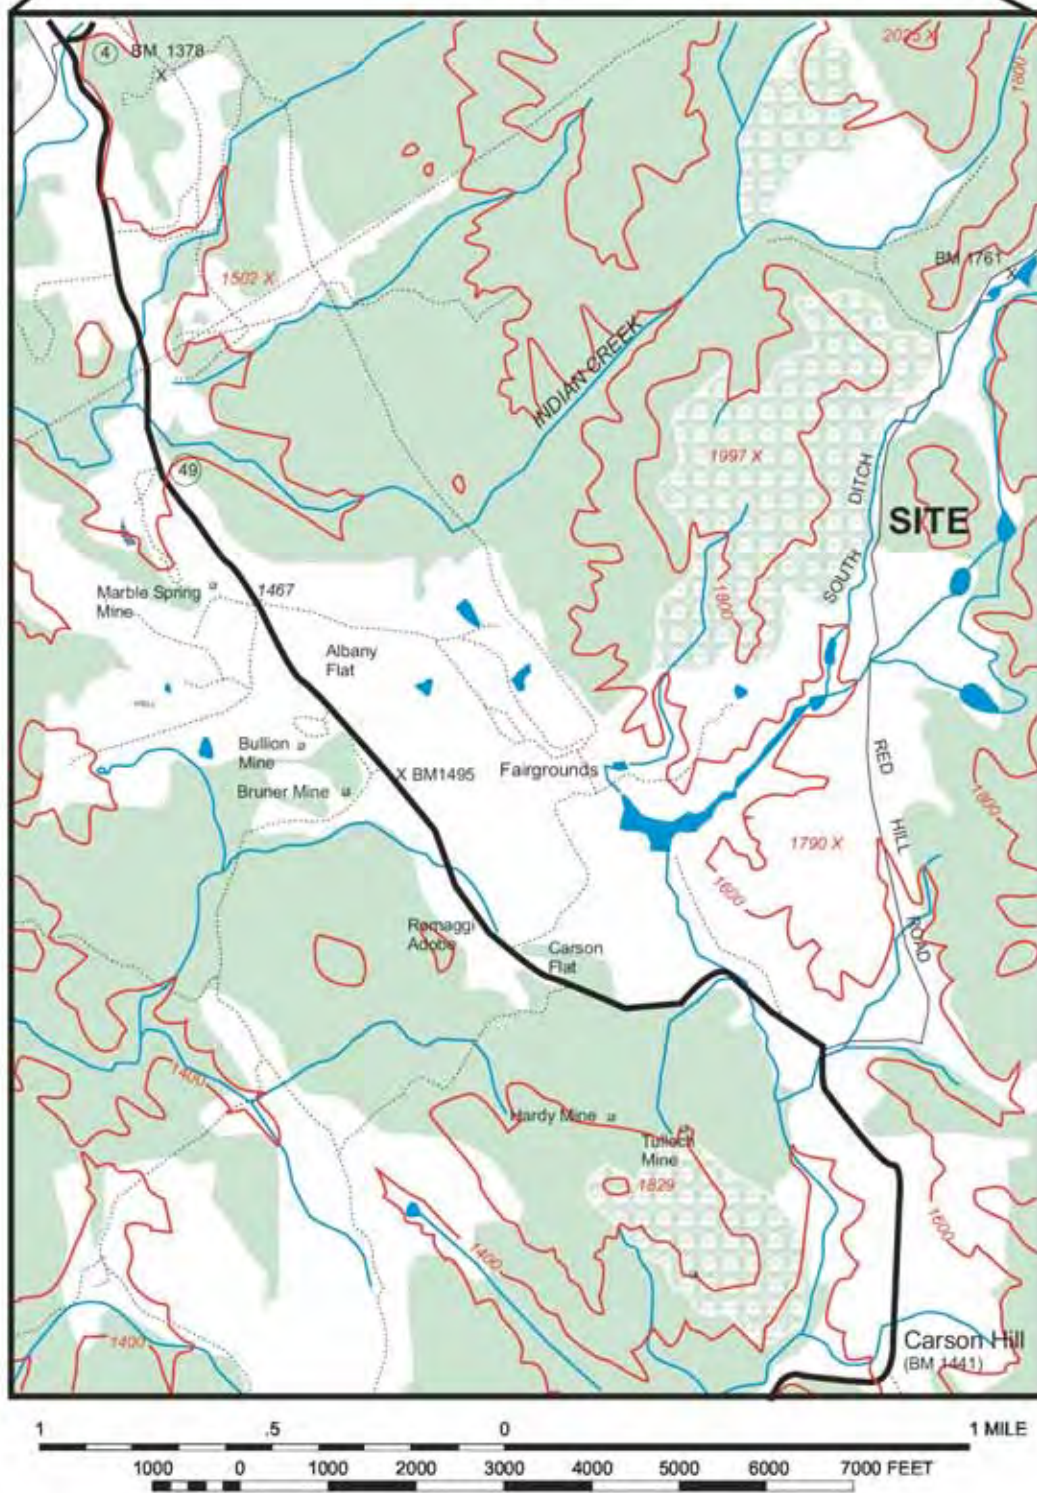 4
BM 1378
X
2025 X
1800
BM 1761
X
1502 X
INDIAN CREEK
1997 X
49
SOUTH DITCH
SITE
Marble Spring
Mine
1467
1800
Albany
Flat
Bullion
Mine
X BM1495
Fairgrounds
RED HILL ROAD
Bruner Mine
1800
1790 X
1600
Romaggi
Adobe
Carson
Flat
1400
Hardy Mine
Tulloch
Mine
1829
1600
1400
1400
Carson Hill
(BM 1441)
1 .5 0 1 MILE
1000 0 1000 2000 3000 4000 5000 6000 7000 FEET